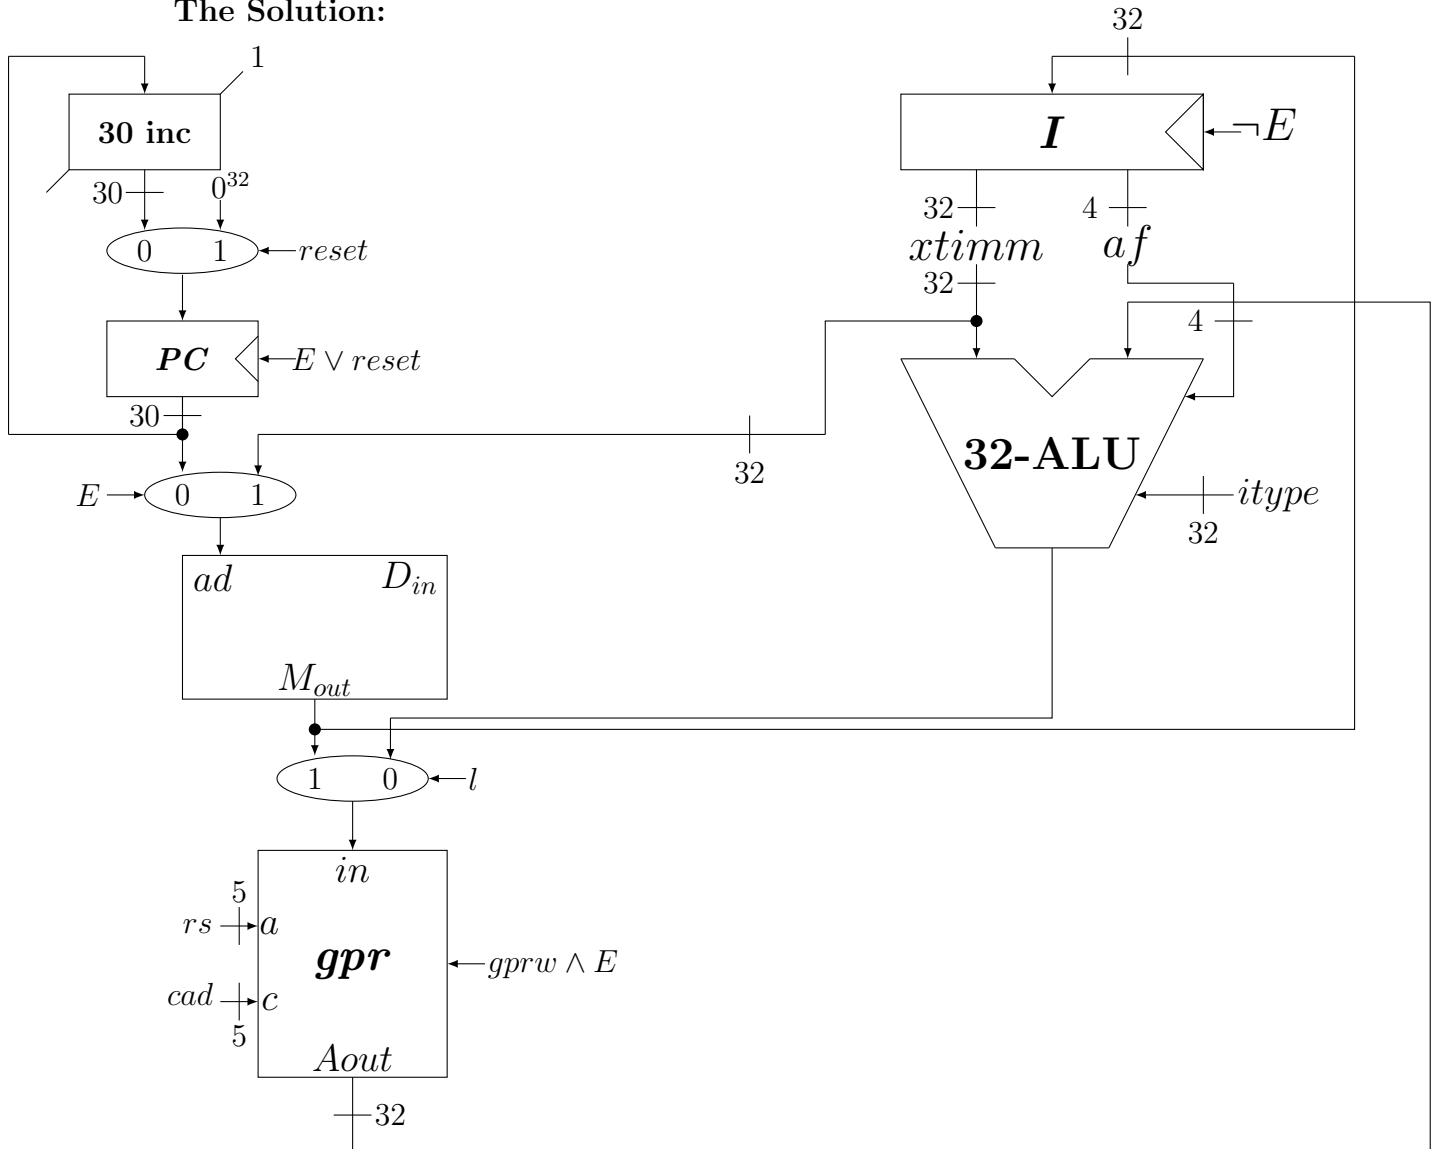 The Solution:
32
1
30 inc
I
¬E
30
0³²
32
4
0 1
reset
xtimm
af
32
4
PC
E ∨ reset
30
32-ALU
32
E
0 1
itype
32
ad
D_in
M_out
1 0
l
in
5
rs
a
gpr
gprw ∧ E
cad
c
5
Aout
32